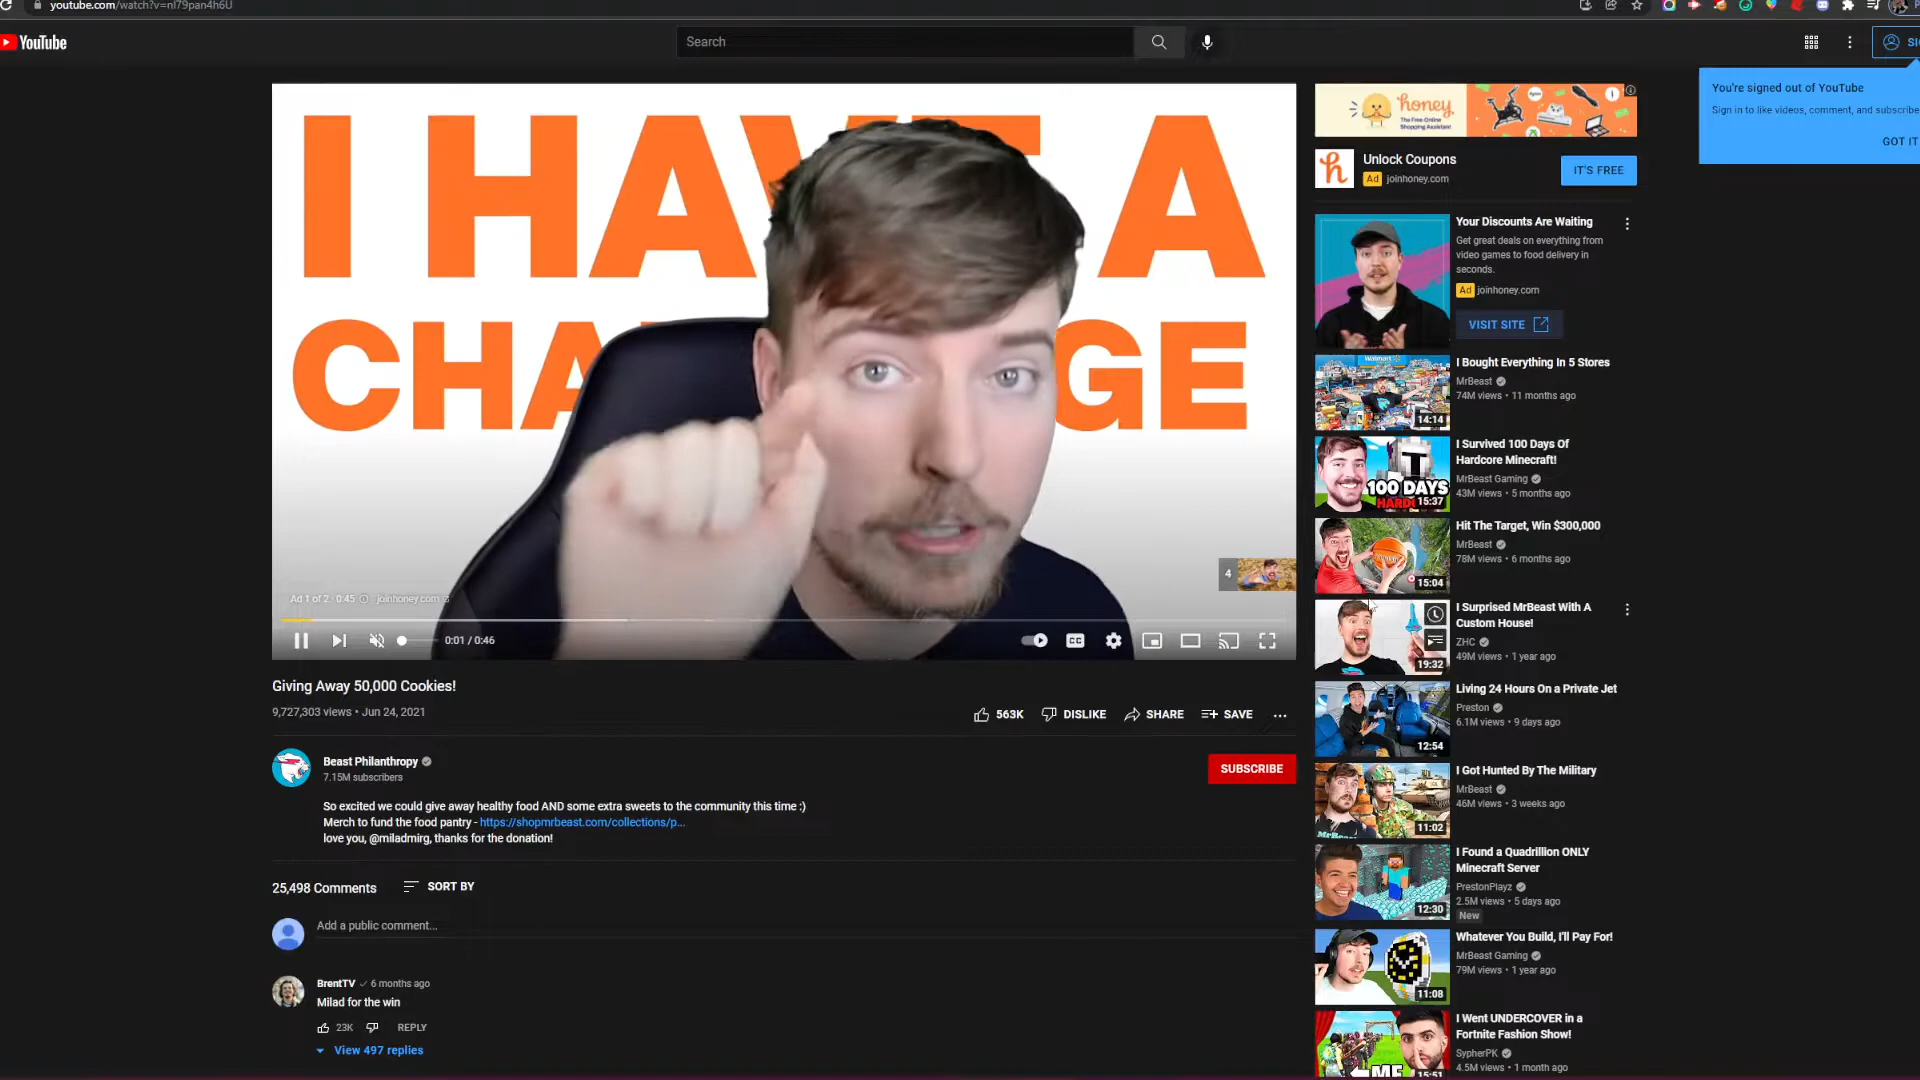 youtube.com/watch?v=nl79pan4h6U
YouTube
Search
You're signed out of YouTube
Sign in to like videos, comment, and subscribe
GOT IT
I HAVE A
CHA GE
4
Ad 1 of 2 · 0:45 joinhoney.com
0:01 / 0:46
CC
Giving Away 50,000 Cookies!
9,727,303 views • Jun 24, 2021
563K DISLIKE SHARE SAVE
Beast Philanthropy
7.15M subscribers
SUBSCRIBE
So excited we could give away healthy food AND some extra sweets to the community this time :)
Merch to fund the food pantry - https://shopmrbeast.com/collections/p...
love you, @miladmirg, thanks for the donation!
25,498 Comments SORT BY
Add a public comment...
BrentTV 6 months ago
Milad for the win
23K REPLY
View 497 replies
honey
The Free Online
Shopping Assistant
Unlock Coupons
Ad joinhoney.com
IT'S FREE
Your Discounts Are Waiting
Get great deals on everything from
video games to food delivery in
seconds.
Ad joinhoney.com
VISIT SITE
Walmart
14:14
I Bought Everything In 5 Stores
MrBeast
74M views • 11 months ago
100 DAYS
HARD
15:37
I Survived 100 Days Of
Hardcore Minecraft!
MrBeast Gaming
43M views • 5 months ago
15:04
Hit The Target, Win $300,000
MrBeast
78M views • 6 months ago
19:32
I Surprised MrBeast With A
Custom House!
ZHC
49M views • 1 year ago
12:54
Living 24 Hours On a Private Jet
Preston
6.1M views • 9 days ago
11:02
I Got Hunted By The Military
MrBeast
46M views • 3 weeks ago
12:30
I Found a Quadrillion ONLY
Minecraft Server
PrestonPlayz
2.5M views • 5 days ago
New
11:08
Whatever You Build, I'll Pay For!
MrBeast Gaming
79M views • 1 year ago
ME
15:51
I Went UNDERCOVER in a
Fortnite Fashion Show!
SypherPK
4.5M views • 1 month ago